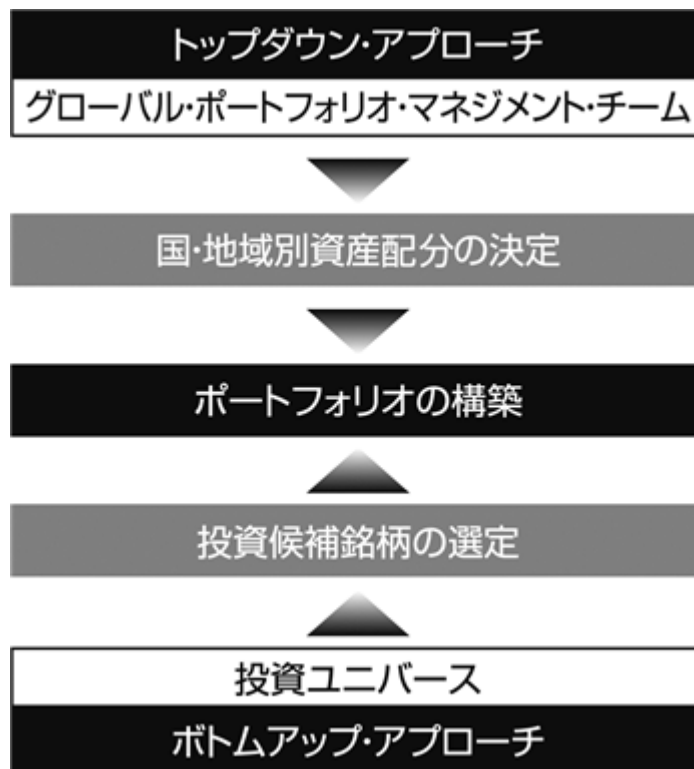 トップダウン・アプローチ
グローバル・ポートフォリオ・マネジメント・チーム
国・地域別資産配分の決定
ポートフォリオの構築
投資候補銘柄の選定
投資ユニバース
ボトムアップ・アプローチ